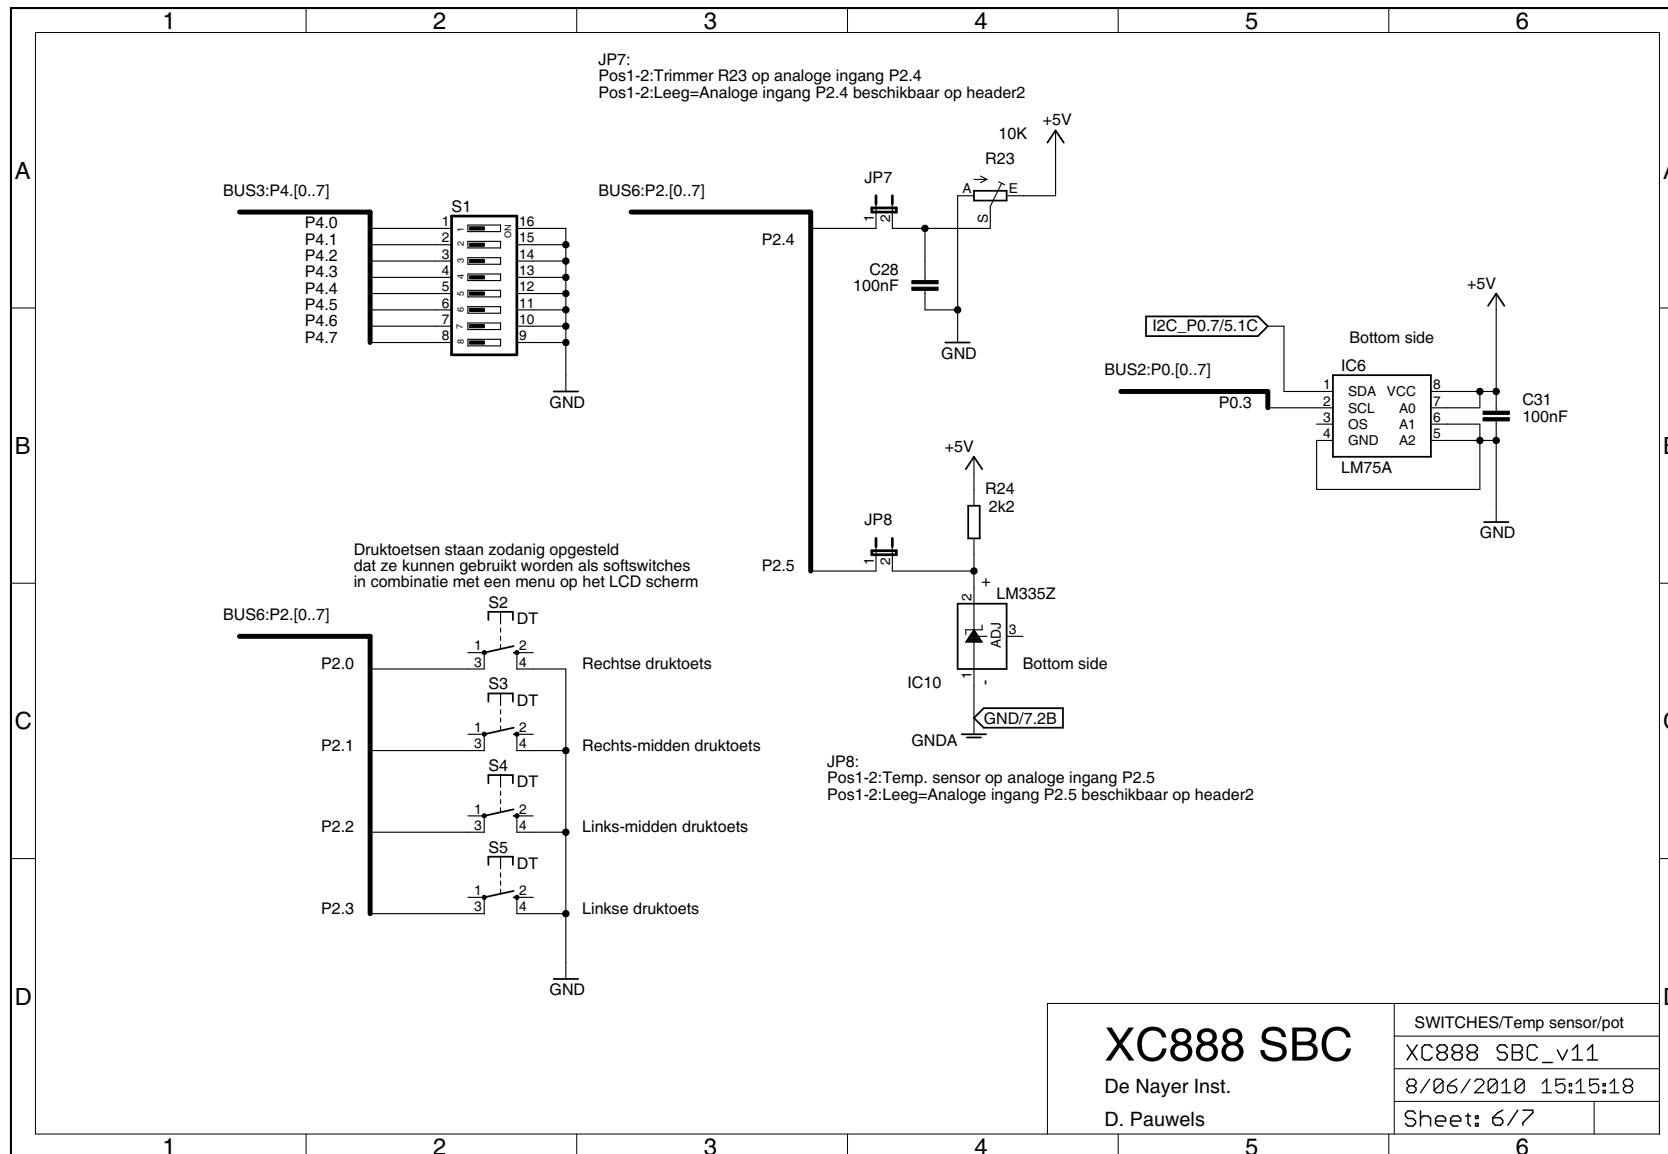 1 2 3 4 5 6
JP7:
Pos1-2:Trimmer R23 op analoge ingang P2.4
Pos1-2:Leeg=Analoge ingang P2.4 beschikbaar op header2
A
BUS3:P4.[0..7]
S1
P4.0 1 1 16
P4.1 2 2 15
P4.2 3 3 14
P4.3 4 4 13
P4.4 5 5 12
P4.5 6 6 11
P4.6 7 7 10
P4.7 8 8 9
ON
GND
BUS6:P2.[0..7]
P2.4
JP7
1 2
C28
100nF
10K
R23
+5V
A E
S
GND
B
+5V
I2C_P0.7/5.1C
Bottom side
BUS2:P0.[0..7]
P0.3
IC6
1 SDA VCC 8
2 SCL A0 7
3 OS A1 6
4 GND A2 5
LM75A
C31
100nF
GND
+5V
R24
2k2
JP8
1 2
P2.5
+
2 LM335Z
ADJ 3
Bottom side
IC10 1 -
GND/7.2B
GNDA
JP8:
Pos1-2:Temp. sensor op analoge ingang P2.5
Pos1-2:Leeg=Analoge ingang P2.5 beschikbaar op header2
Druktoetsen staan zodanig opgesteld
dat ze kunnen gebruikt worden als softswitches
in combinatie met een menu op het LCD scherm
BUS6:P2.[0..7]
C
S2
DT
1 2
P2.0 3 4 Rechtse druktoets
S3
DT
1 2
P2.1 3 4 Rechts-midden druktoets
S4
DT
1 2
P2.2 3 4 Links-midden druktoets
S5
DT
1 2
P2.3 3 4 Linkse druktoets
GND
D
XC888 SBC
De Nayer Inst.
D. Pauwels
SWITCHES/Temp sensor/pot
XC888 SBC_v11
8/06/2010 15:15:18
Sheet: 6/7
1 2 3 4 5 6